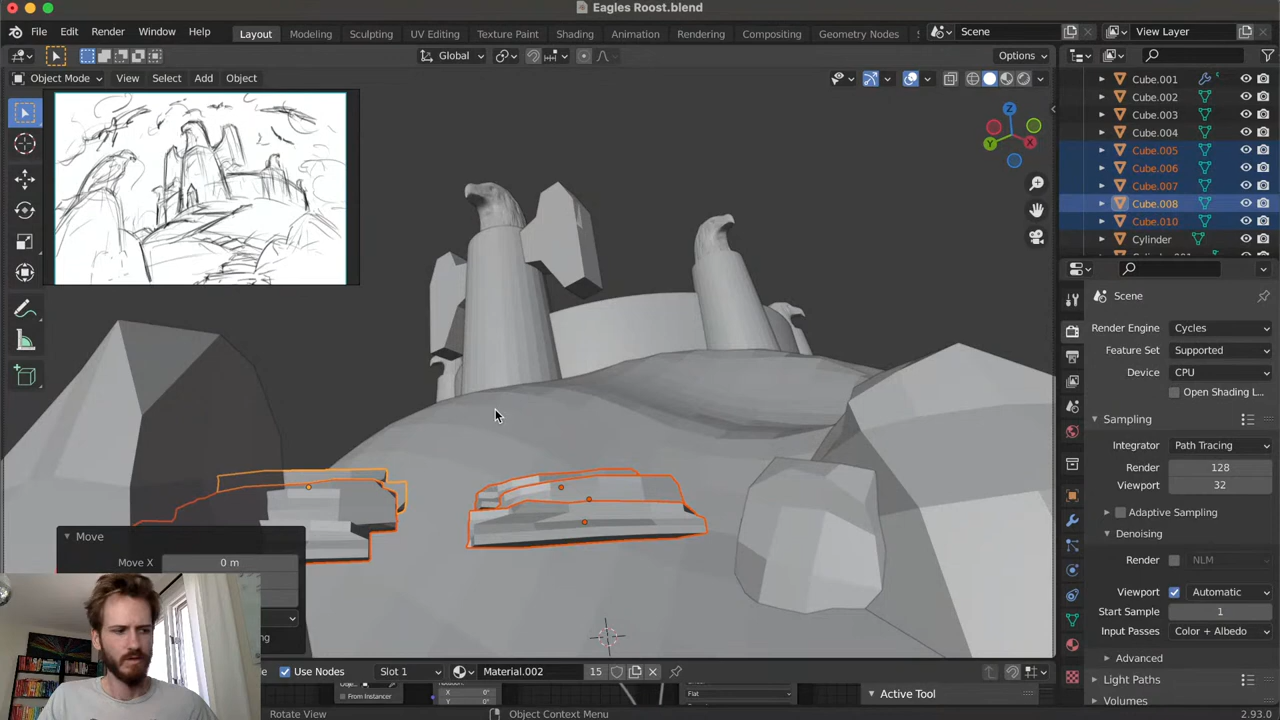 Eagles Roost.blend
File Edit Render Window Help
Layout Modeling Sculpting UV Editing Texture Paint Shading Animation Rendering Compositing Geometry Nodes
Scene
View Layer
Global
Options
Object Mode View Select Add Object
Cube.001
Cube.002
Cube.003
Cube.004
Cube.005
Cube.006
Cube.007
Cube.008
Cube.010
Cylinder
Z
X
Y
Scene
Render Engine Cycles
Feature Set Supported
Device CPU
Open Shading L...
Sampling
Integrator Path Tracing
Render 128
Viewport 32
Adaptive Sampling
Denoising
Render NLM
Viewport Automatic
Start Sample 1
Input Passes Color + Albedo
Advanced
Light Paths
Volumes
Move
Move X 0 m
Use Nodes Slot 1 Material.002 15
From Instancer
X 0°
Y 0°
Flat
Active Tool
Rotate View
Object Context Menu
2.93.0